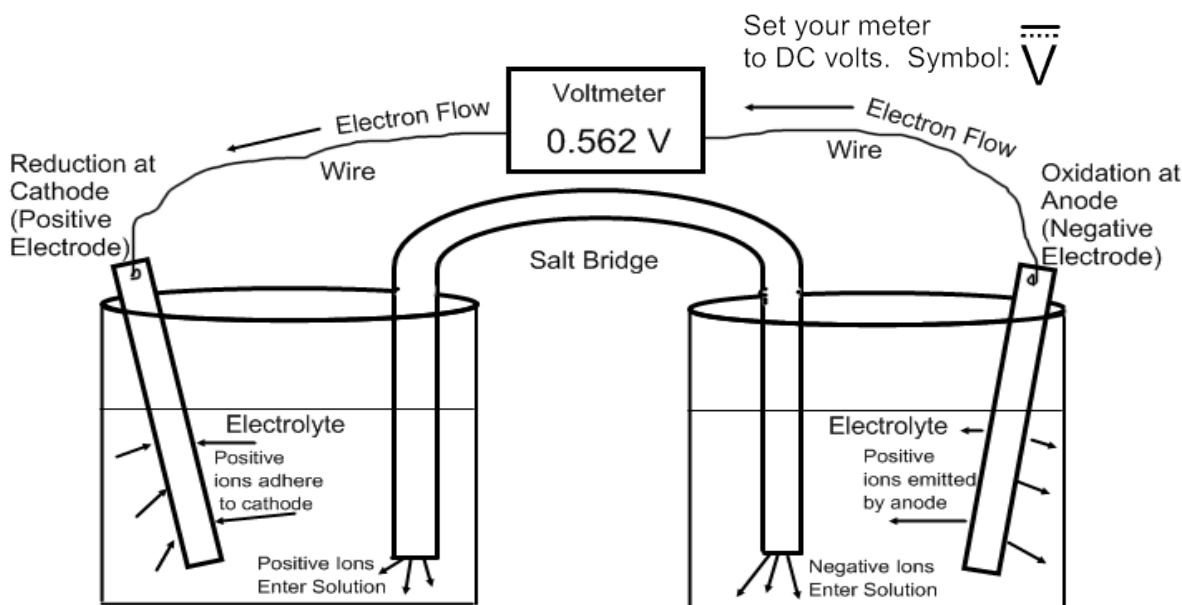 Set your meter
to DC volts.  Symbol: V
Voltmeter
0.562 V
Electron Flow
Wire
Electron Flow
Wire
Reduction at
Cathode
(Positive
Electrode)
Oxidation at
Anode
(Negative
Electrode)
Salt Bridge
Electrolyte
Positive
ions adhere
to cathode
Positive Ions
Enter Solution
Electrolyte
Positive
ions emitted
by anode
Negative Ions
Enter Solution